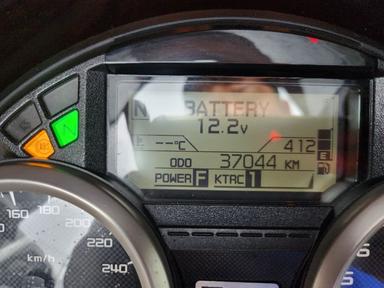 N BATTERY
12.2V
N
--°C 412
E
ODO 37044 KM
POWER F KTRC 1
160 180
200
km/h 220
240